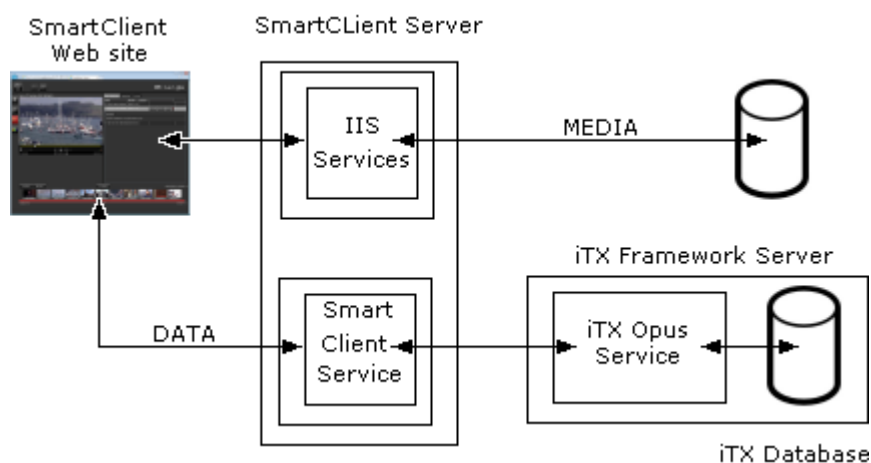 SmartClient
Web site
SmartCLient Server
IIS
Services
MEDIA
iTX Framework Server
DATA
Smart
Client
Service
iTX Opus
Service
iTX Database